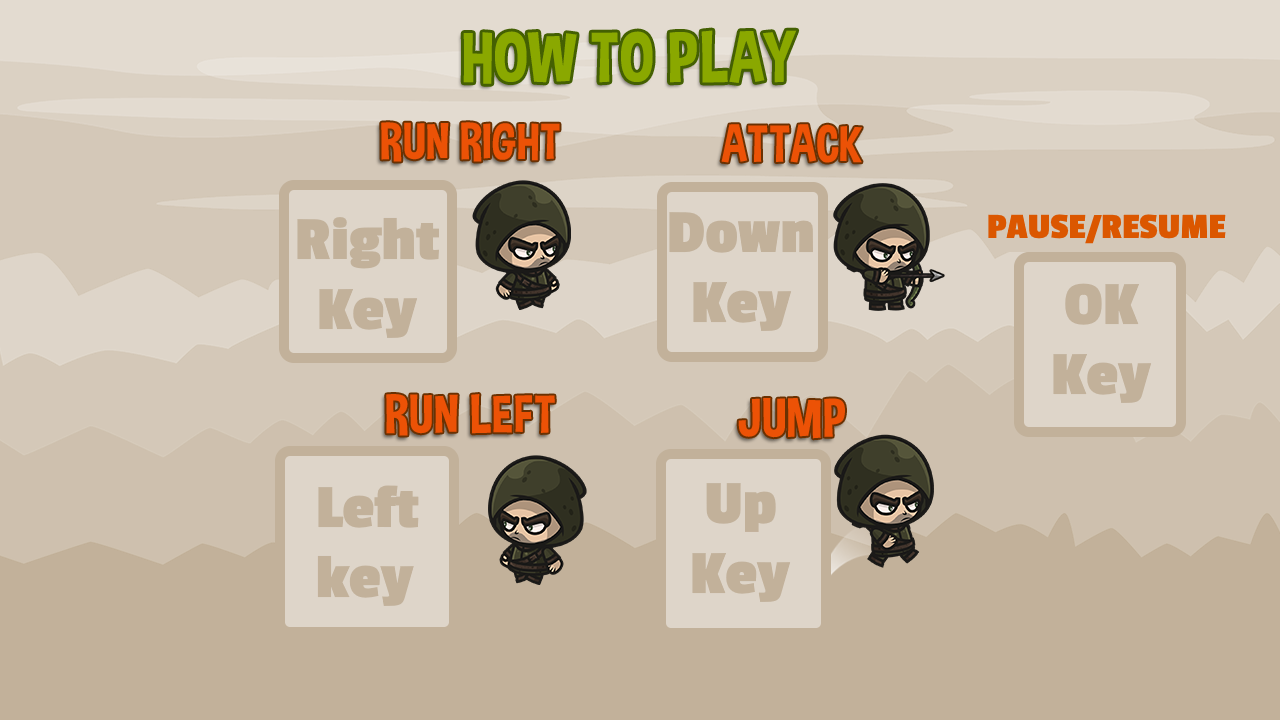 HOW TO PLAY
RUN RIGHT
Right
Key
ATTACK
Down
Key
PAUSE/RESUME
OK
Key
RUN LEFT
Left
key
JUMP
Up
Key